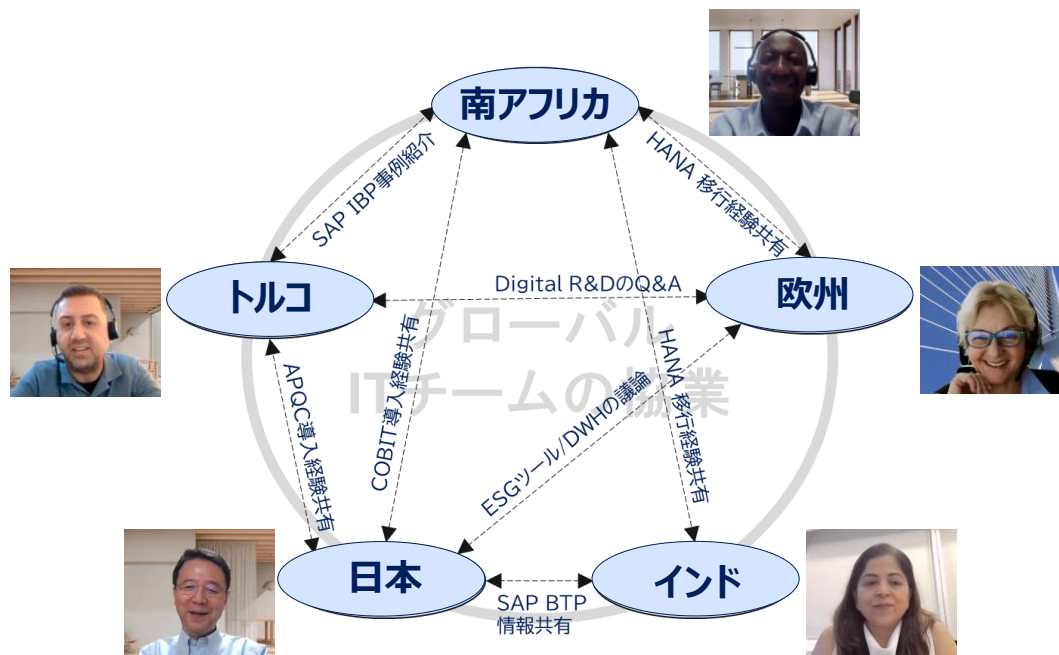 南アフリカ
SAP IBP事例紹介
HANA 移行経験共有
トルコ
Digital R&DのQ&A
欧州
グローバル
ITチームの協業
COBIT導入経験共有
HANA 移行経験共有
APQC導入経験共有
ESGツール/DWHの議論
日本
インド
SAP BTP
情報共有